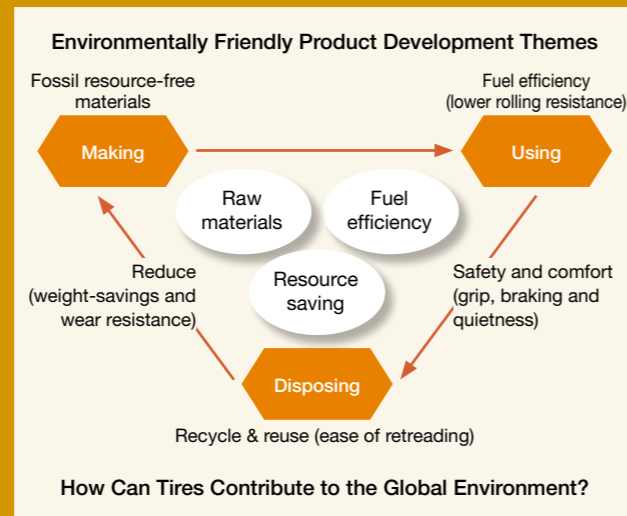 Environmentally Friendly Product Development Themes
Fossil resource-free
materials
Fuel efficiency
(lower rolling resistance)
Making
Using
Raw
materials
Fuel
efficiency
Resource
saving
Reduce
(weight-savings and
wear resistance)
Safety and comfort
(grip, braking and
quietness)
Disposing
Recycle & reuse (ease of retreading)
How Can Tires Contribute to the Global Environment?